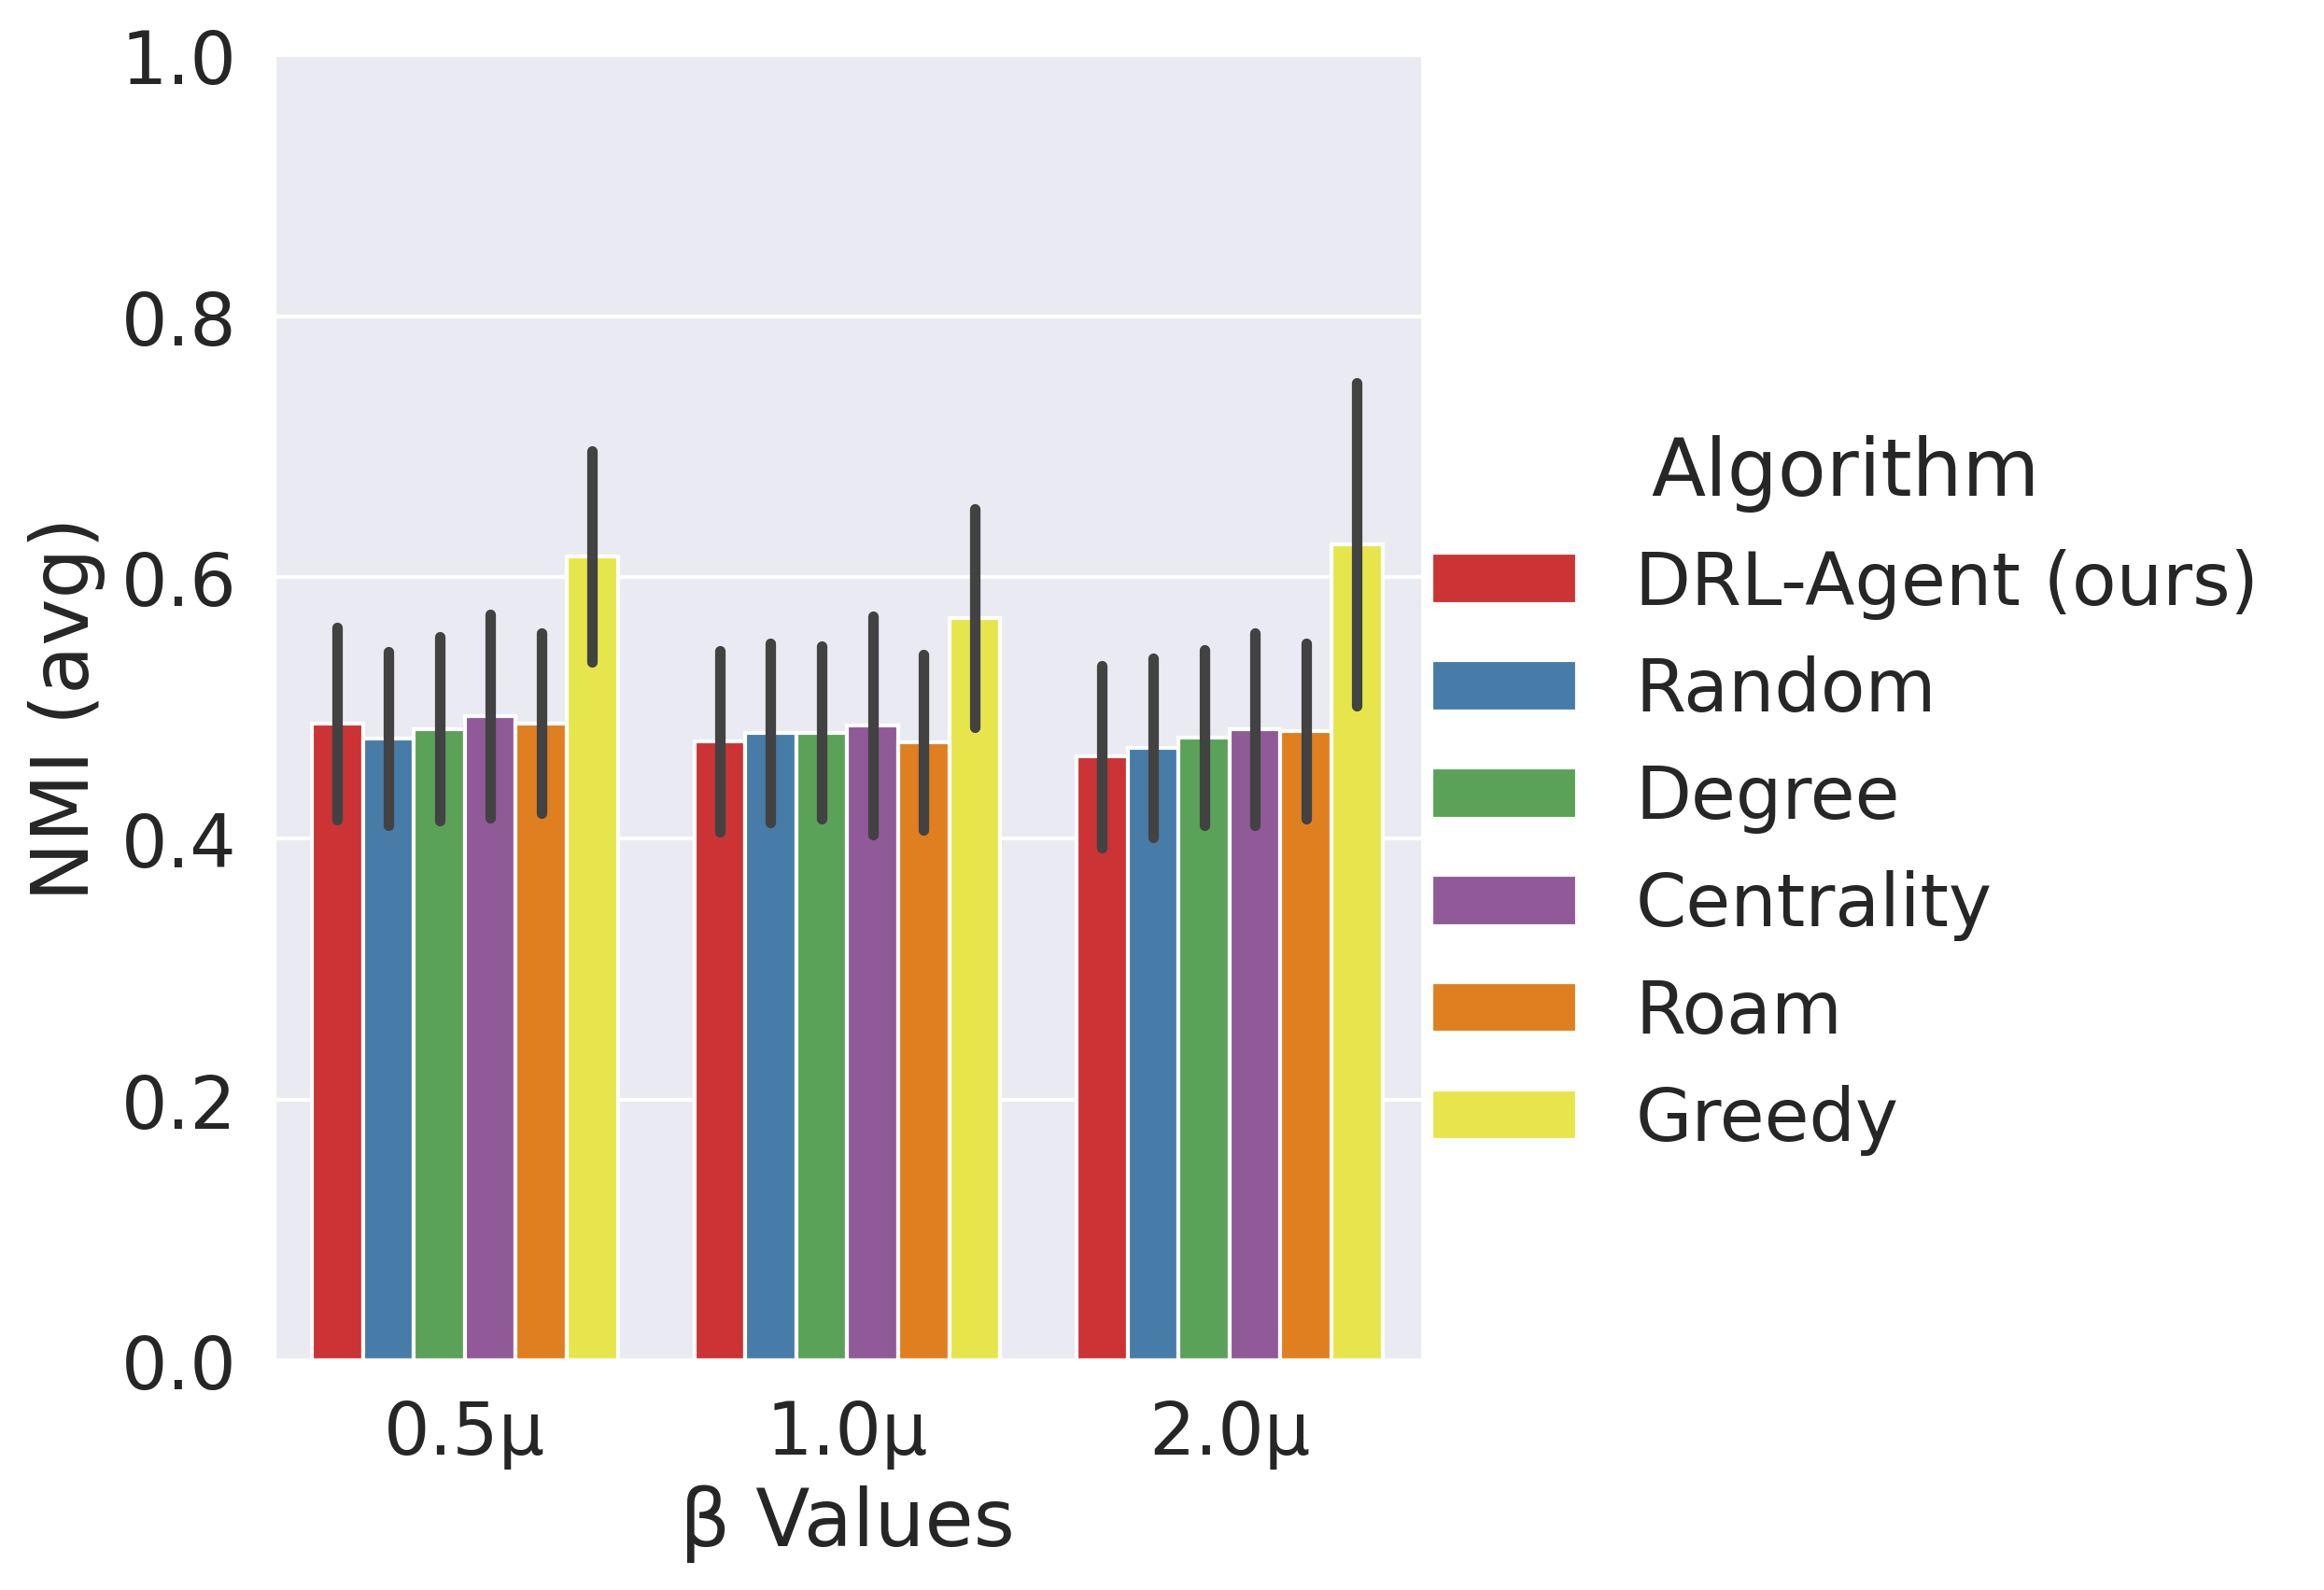 1.0
0.8
0.6
0.4
0.2
0.0
NMI (avg)
0.5μ 1.0μ 2.0μ
β Values
Algorithm
DRL-Agent (ours)
Random
Degree
Centrality
Roam
Greedy